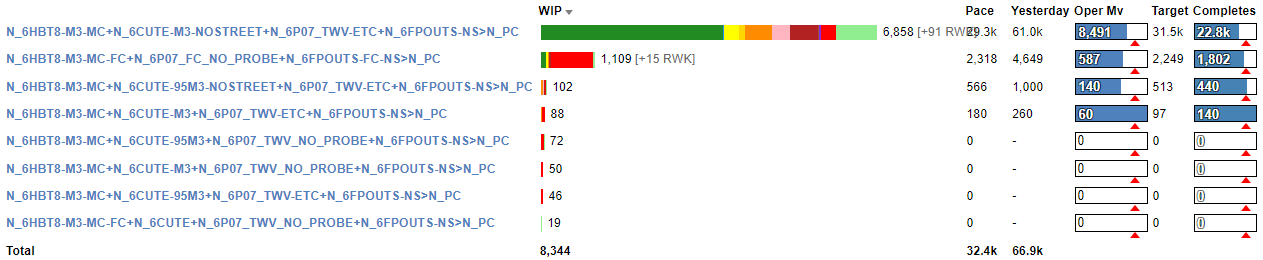 WIP Pace Yesterday Oper Mv Target Completes
N_6HBT8-M3-MC+N_6CUTE-M3-NOSTREET+N_6P07_TWV-ETC+N_6FPOUTS-NS>N_PC 6,858 [+91 RWK] 29.3k 61.0k 8,491 31.5k 22.8k
N_6HBT8-M3-MC-FC+N_6P07_FC_NO_PROBE+N_6FPOUTS-FC-NS>N_PC 1,109 [+15 RWK] 2,318 4,649 587 2,249 1,802
N_6HBT8-M3-MC+N_6CUTE-95M3-NOSTREET+N_6P07_TWV-ETC+N_6FPOUTS-NS>N_PC 102 566 1,000 140 513 440
N_6HBT8-M3-MC+N_6CUTE-M3+N_6P07_TWV-ETC+N_6FPOUTS-NS>N_PC 88 180 260 60 97 140
N_6HBT8-M3-MC+N_6CUTE-95M3+N_6P07_TWV_NO_PROBE+N_6FPOUTS-NS>N_PC 72 0 - 0 0 0
N_6HBT8-M3-MC+N_6CUTE-M3+N_6P07_TWV_NO_PROBE+N_6FPOUTS-NS>N_PC 50 0 - 0 0 0
N_6HBT8-M3-MC+N_6CUTE-95M3+N_6P07_TWV-ETC+N_6FPOUTS-NS>N_PC 46 0 - 0 0 0
N_6HBT8-M3-MC-FC+N_6CUTE+N_6P07_TWV_NO_PROBE+N_6FPOUTS-NS>N_PC 19 0 - 0 0 0
Total 8,344 32.4k 66.9k